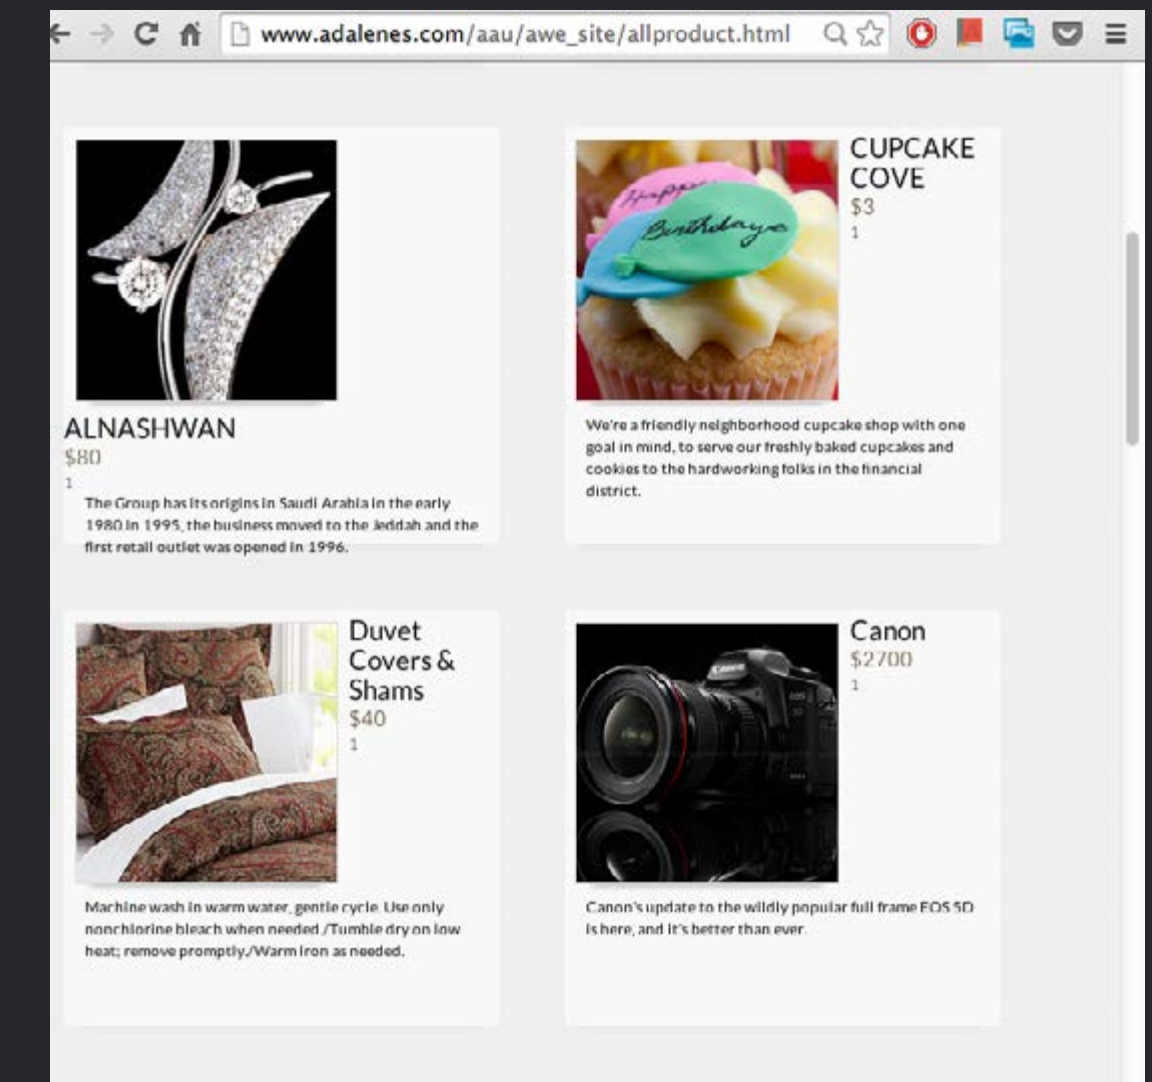 www.adalenes.com/aau/awe_site/allproduct.html
ALNASHWAN
$80
1
The Group has its origins in Saudi Arabia in the early
1980 in 1995, the business moved to the Jeddah and the
first retail outlet was opened in 1996.
Happy
Birthday
CUPCAKE
COVE
$3
1
We're a friendly neighborhood cupcake shop with one
goal in mind, to serve our freshly baked cupcakes and
cookies to the hardworking folks in the financial
district.
Duvet
Covers &
Shams
$40
1
Machine wash in warm water, gentle cycle. Use only
nonchlorine bleach when needed./Tumble dry on low
heat; remove promptly./Warm iron as needed.
Canon
EOS
5D
Canon
$2700
1
Canon's update to the wildly popular full frame EOS 5D
is here, and it's better than ever.